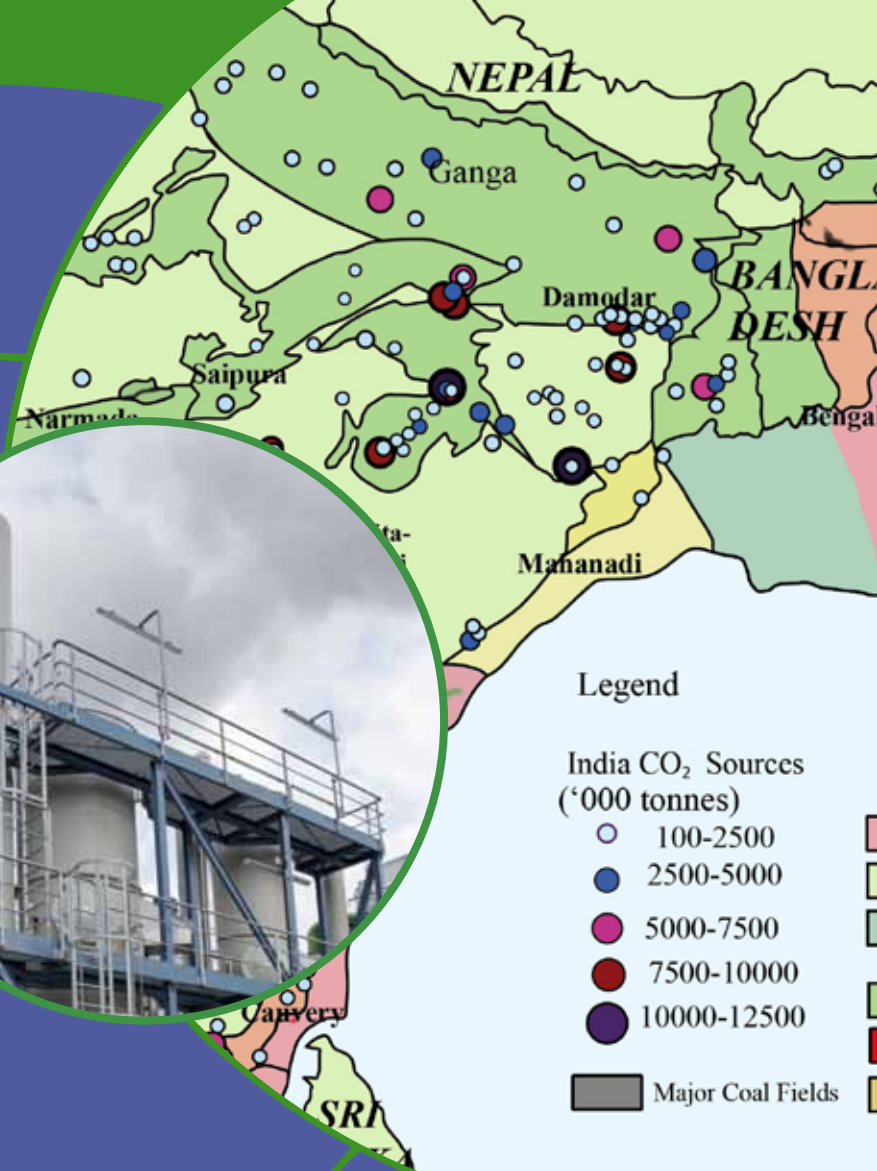 NEPAL
Ganga
BANGLA
Damodar
DESH
Saipura
Narmada
Bengal
Mahanadi
Legend
India CO₂ Sources
(‘000 tonnes)
100-2500
2500-5000
5000-7500
7500-10000
10000-12500
Major Coal Fields
Cauvery
SRI